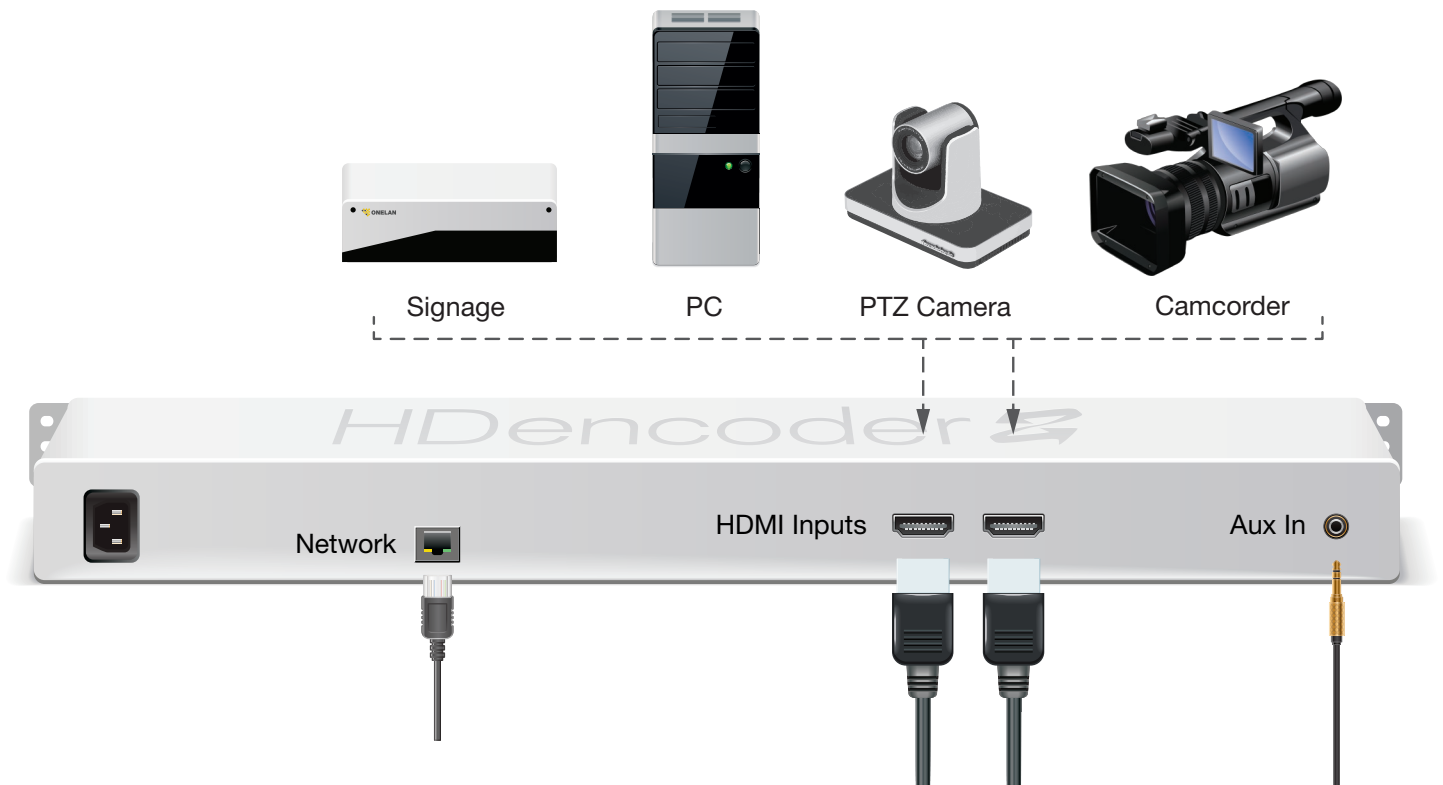 ONELAN
Signage
PC
PTZ Camera
Camcorder
HDencoder
Network
HDMI Inputs
Aux In